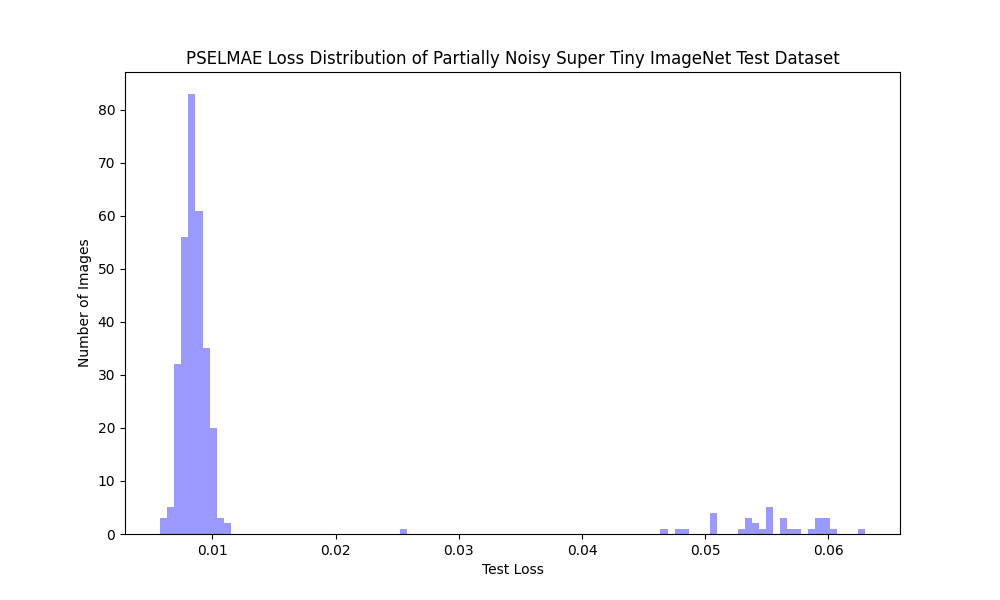 PSELMAE Loss Distribution of Partially Noisy Super Tiny ImageNet Test Dataset
Number of Images
80
70
60
50
40
30
20
10
0
0.01 0.02 0.03 0.04 0.05 0.06
Test Loss